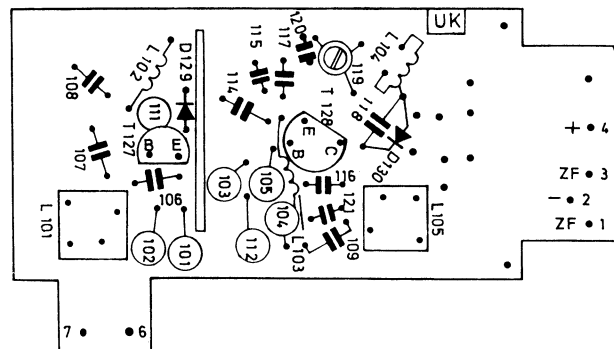 UK
120
L 104
119
117
115
L 102
D129
108
114
T
128
118
111
T
127
B E
E
B
C
D130
+ 4
107
103
105
116
ZF 3
- 2
ZF 1
106
L
101
102
101
112
104
L 103
121
109
L
105
7 6